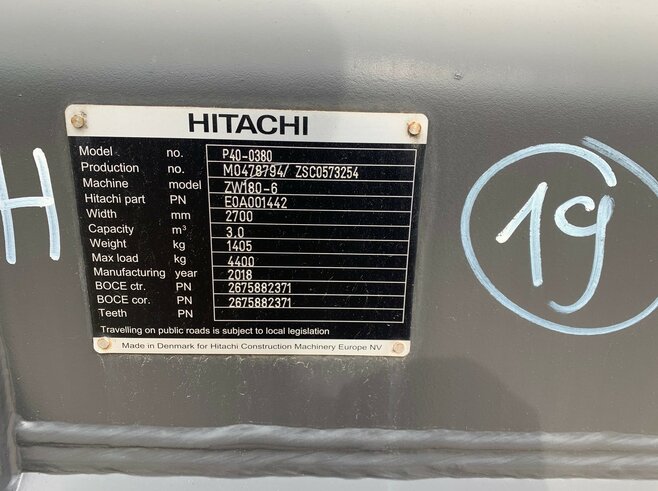 HITACHI
Model no. P40-0380
Production no. M0478794/ ZSC0573254
Machine model ZW180-6
Hitachi part PN E0A001442
Width mm 2700
Capacity m³ 3.0
Weight kg 1405
Max load kg 4400
Manufacturing year 2018
BOCE ctr. PN 2675882371
BOCE cor. PN 2675882371
Teeth PN
Travelling on public roads is subject to local legislation
Made in Denmark for Hitachi Construction Machinery Europe NV
H
19